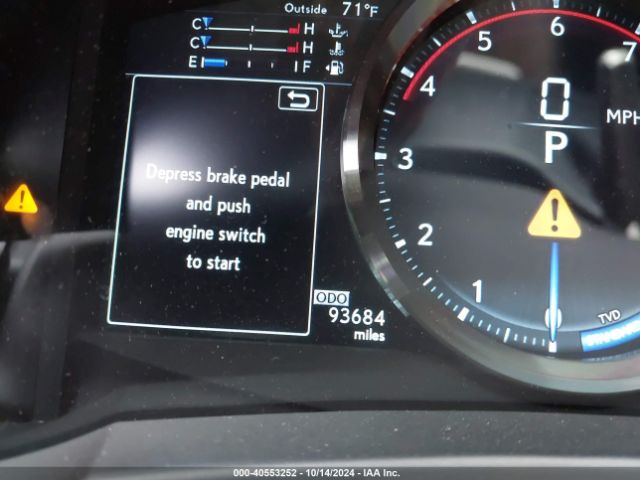 Outside 71°F
C H
C H
E F
Depress brake pedal
and push
engine switch
to start
ODO
93684
miles
0
MPH
P
1
2
3
4
5
6
7
0
TVD
000-40553252 - 10/14/2024 - IAA Inc.